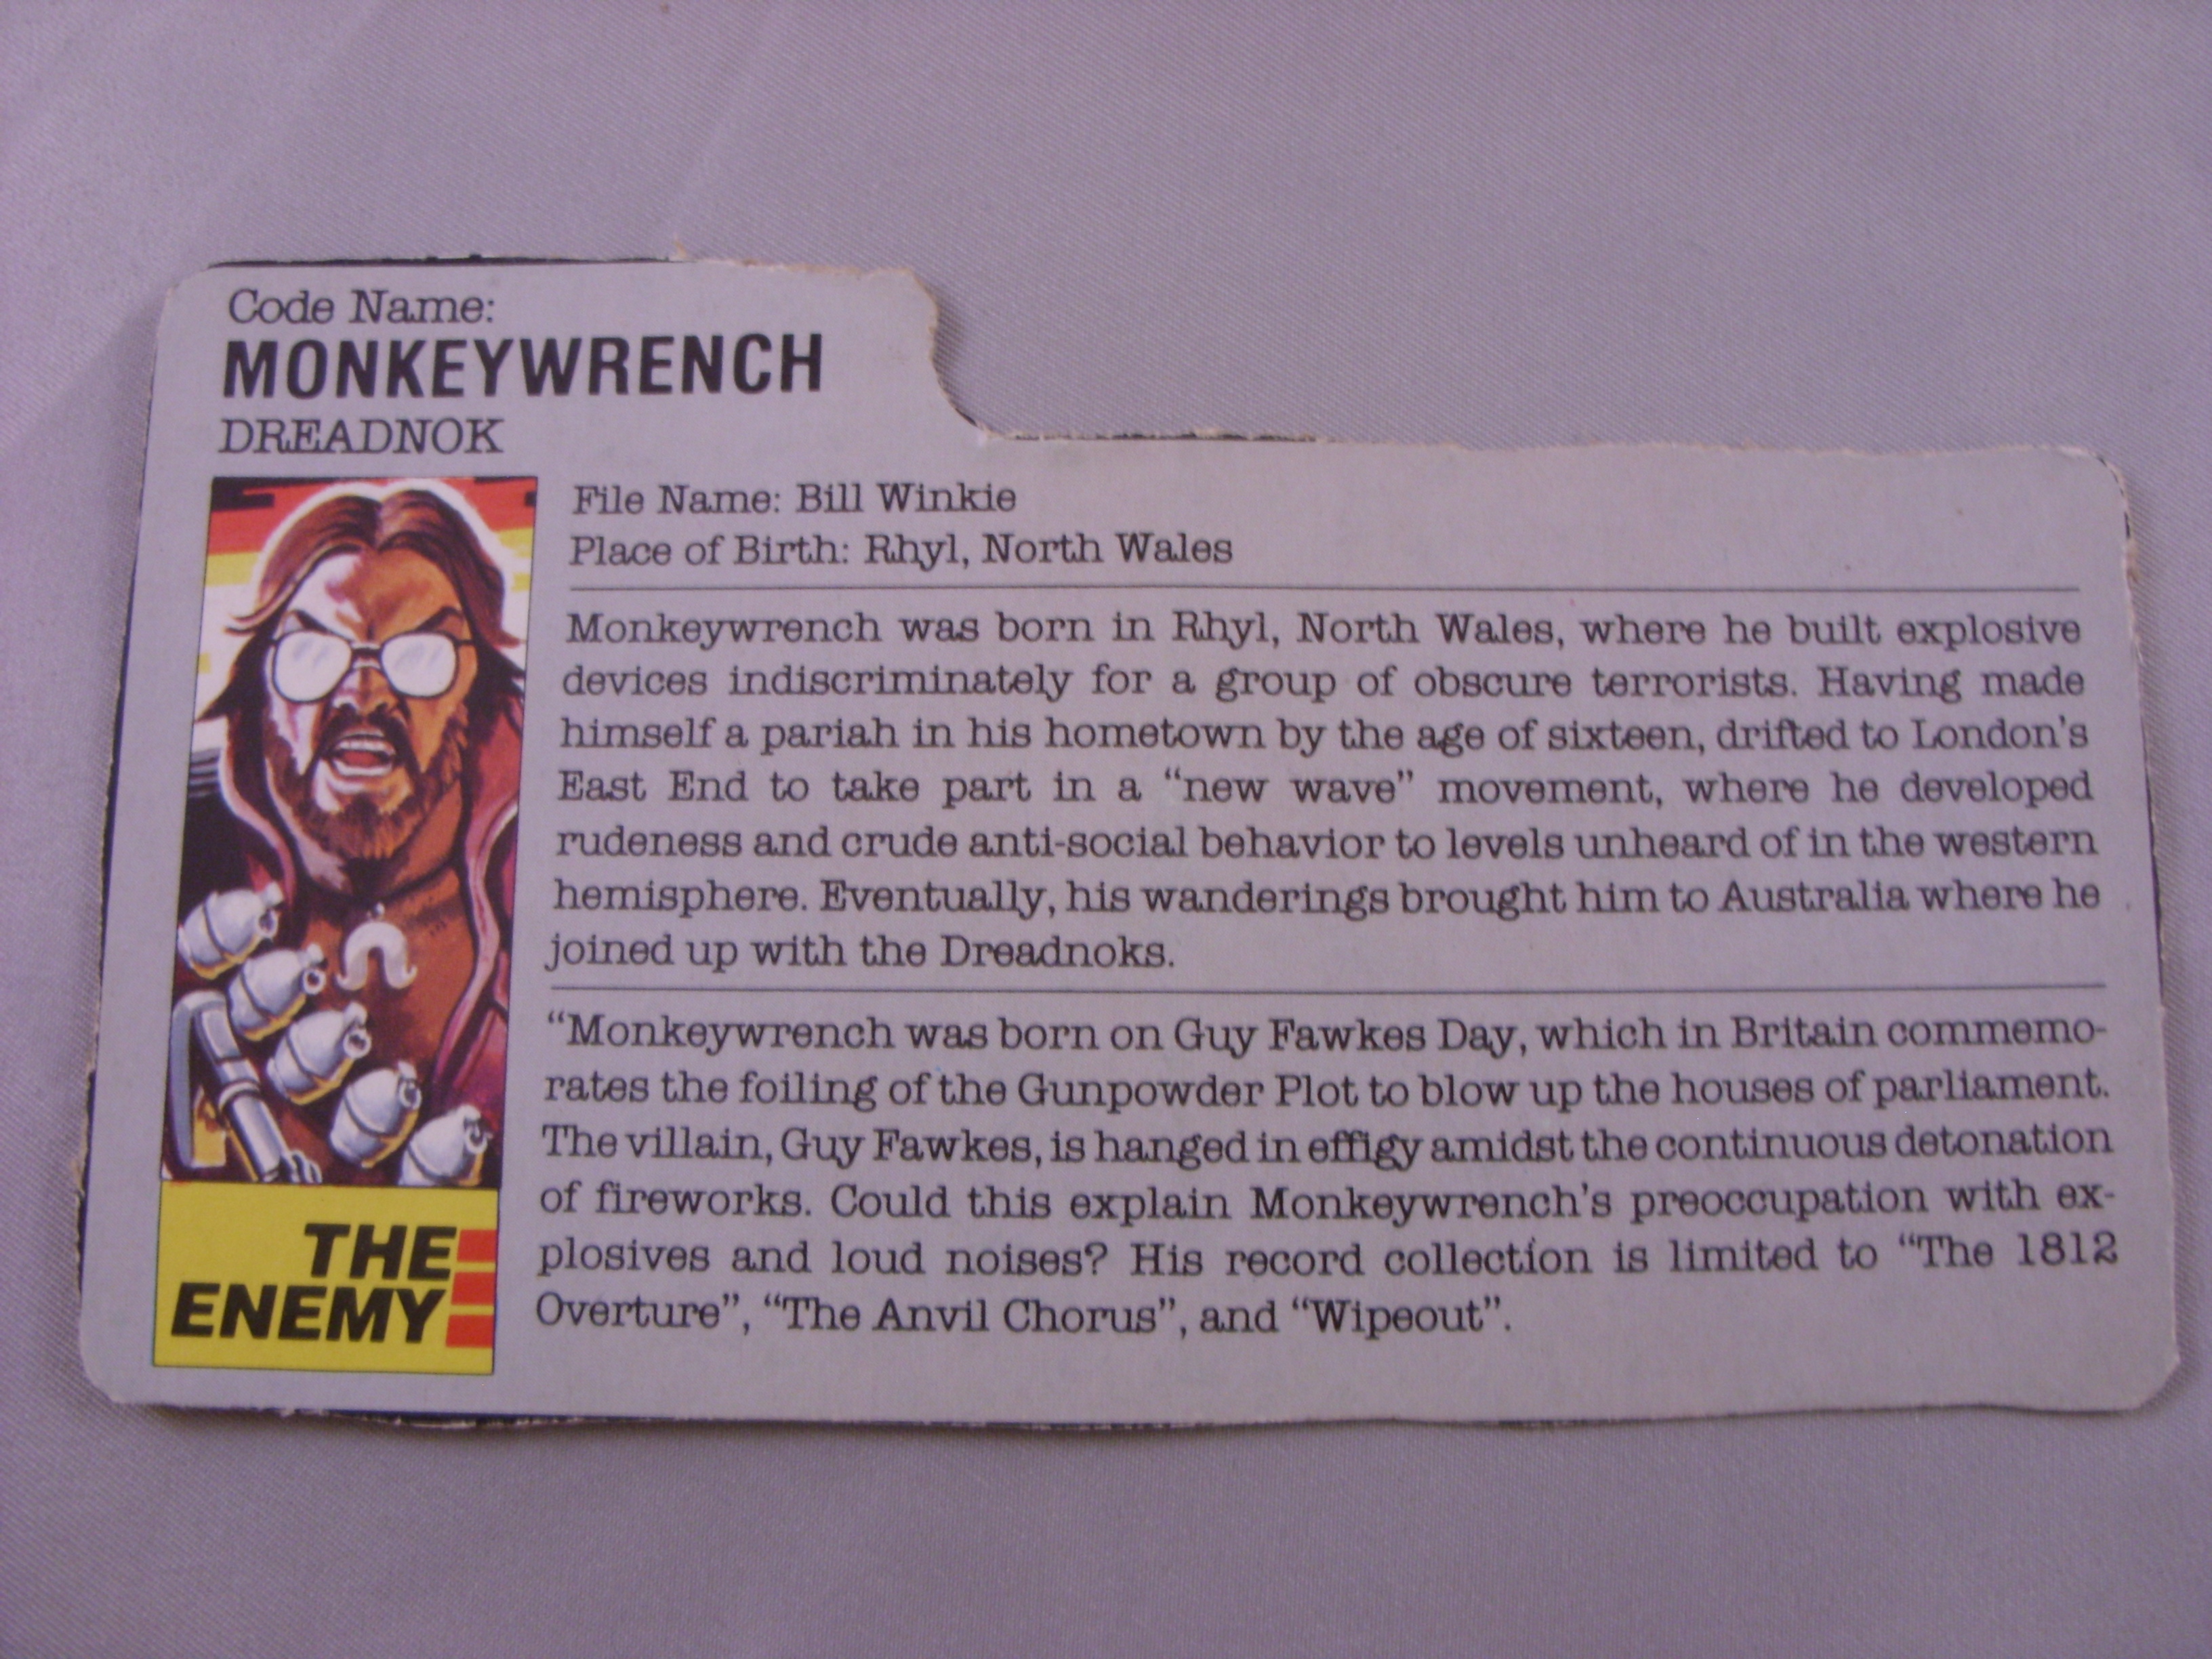 Code Name:
MONKEYWRENCH
DREADNOK
File Name: Bill Winkie
Place of Birth: Rhyl, North Wales
Monkeywrench was born in Rhyl, North Wales, where he built explosive
devices indiscriminately for a group of obscure terrorists. Having made
himself a pariah in his hometown by the age of sixteen, drifted to London's
East End to take part in a “new wave” movement, where he developed
rudeness and crude anti-social behavior to levels unheard of in the western
hemisphere. Eventually, his wanderings brought him to Australia where he
joined up with the Dreadnoks.
“Monkeywrench was born on Guy Fawkes Day, which in Britain commemo-
rates the foiling of the Gunpowder Plot to blow up the houses of parliament.
The villain, Guy Fawkes, is hanged in effigy amidst the continuous detonation
of fireworks. Could this explain Monkeywrench's preoccupation with ex-
plosives and loud noises? His record collection is limited to “The 1812
Overture”, “The Anvil Chorus”, and “Wipeout”.
THE
ENEMY